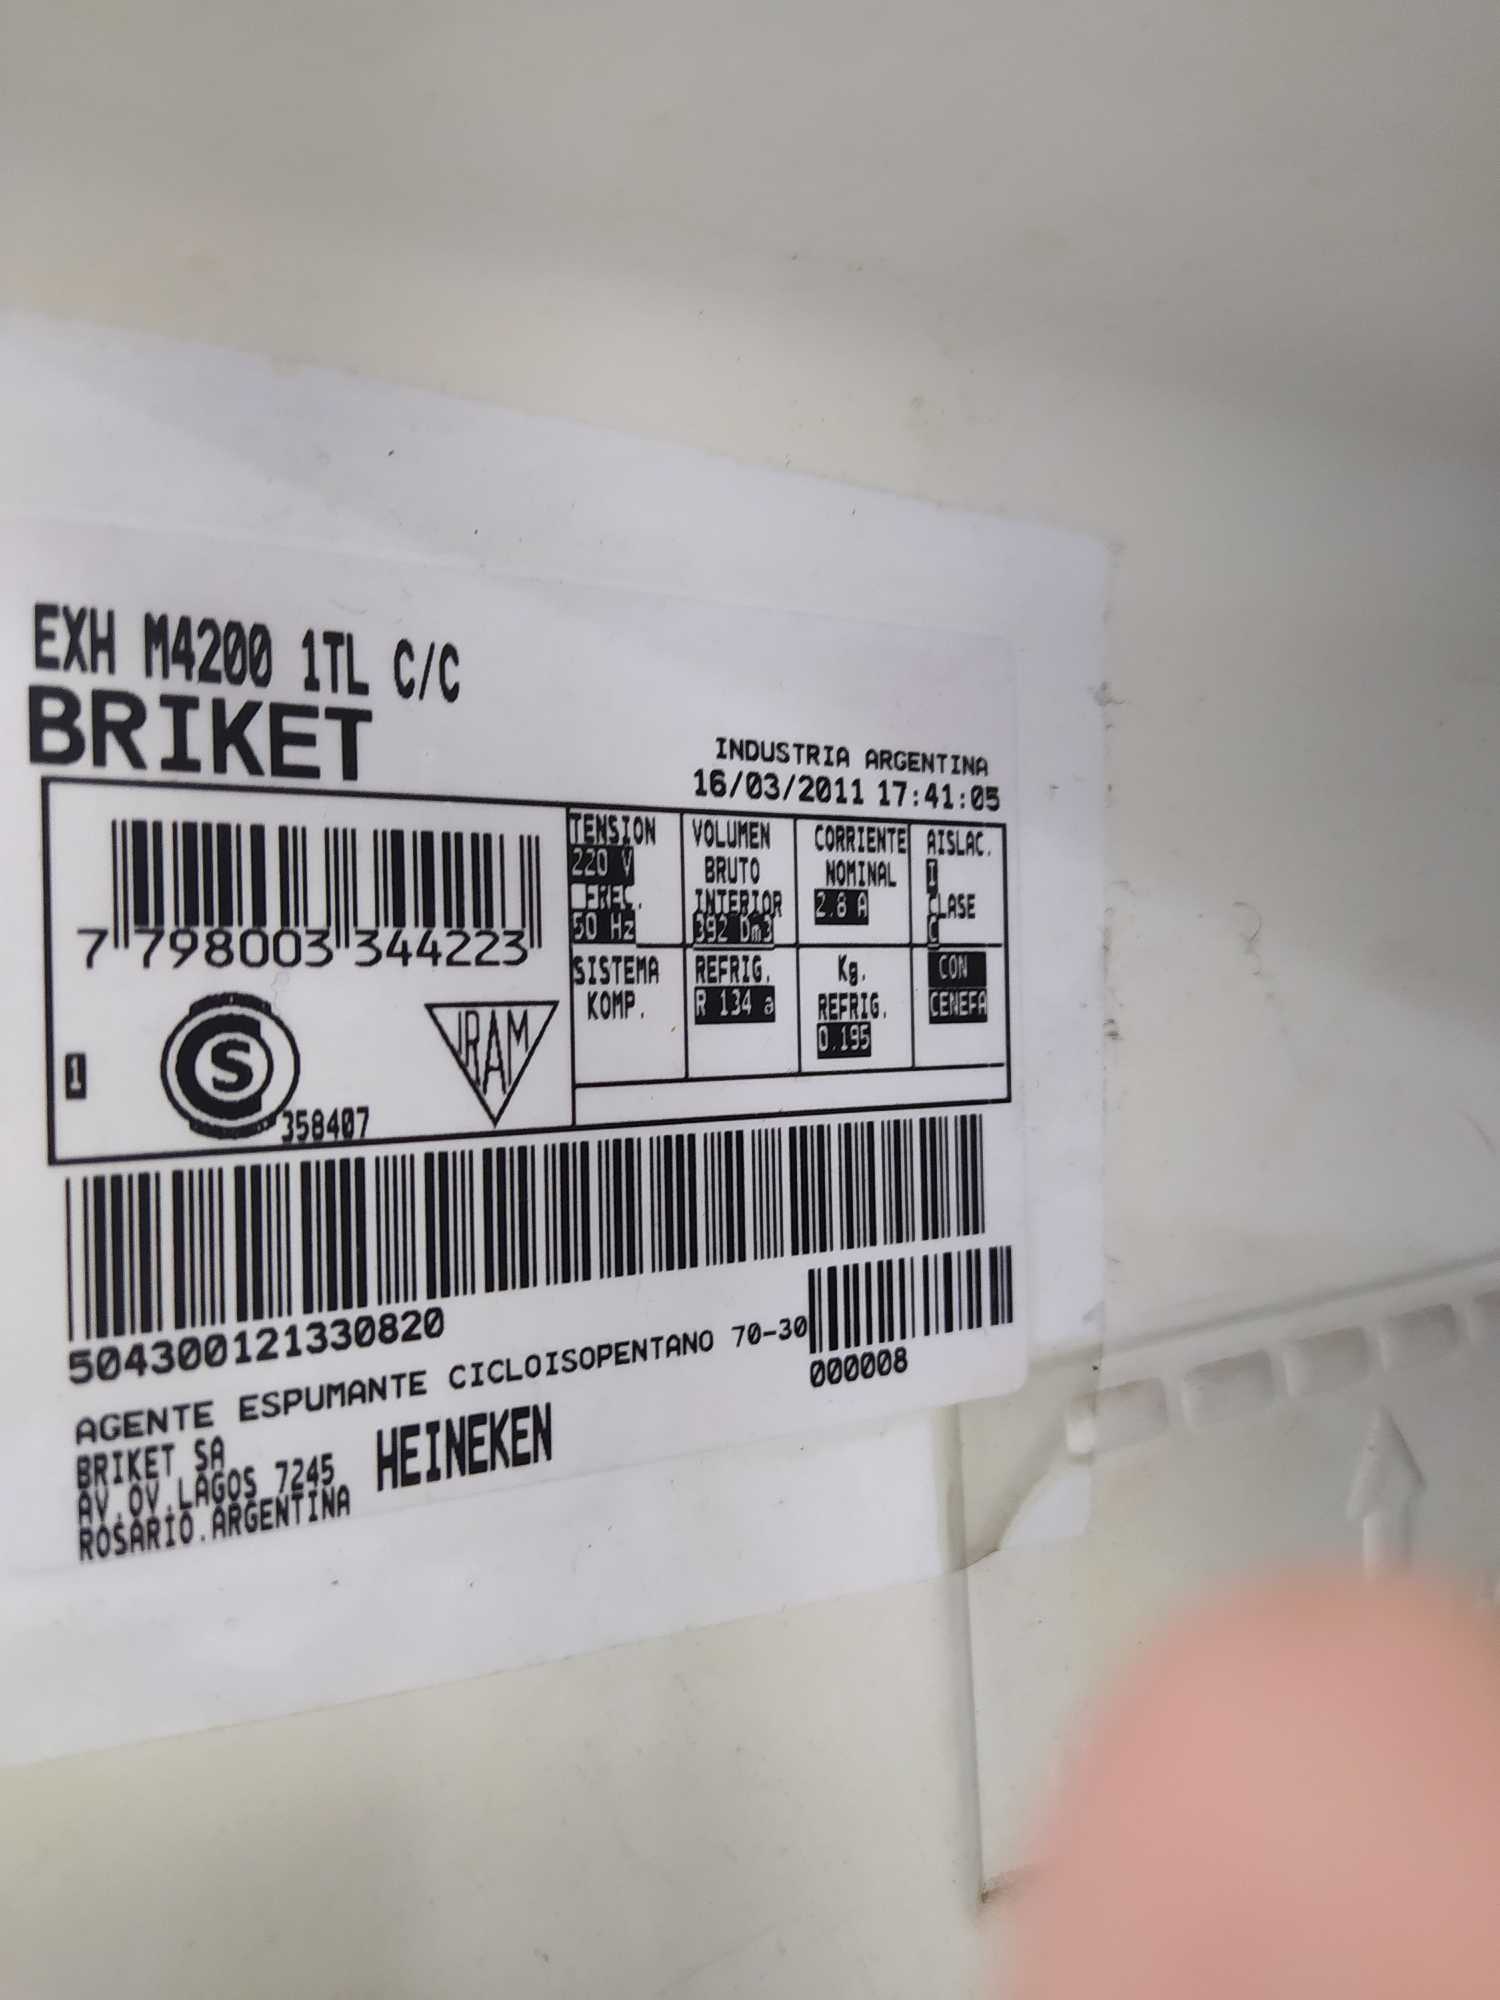 EXH M4200 1TL C/C
BRIKET
INDUSTRIA ARGENTINA
16/03/2011 17:41:05
TENSION
220 V
FREC.
50 Hz
VOLUMEN
BRUTO
INTERIOR
392 Dm3
CORRIENTE
NOMINAL
2.8 A
AISLAC.
I
CLASE
C
SISTEMA
KOMP.
REFRIG.
R 134 a
Kg.
REFRIG.
0.195
CON
CENEFA
7 798003 344223
1
S
358407
IRAM
504300121330820
AGENTE ESPUMANTE CICLOISOPENTANO 70-30
000008
BRIKET SA
AV.OV.LAGOS 7245
ROSARIO.ARGENTINA
HEINEKEN